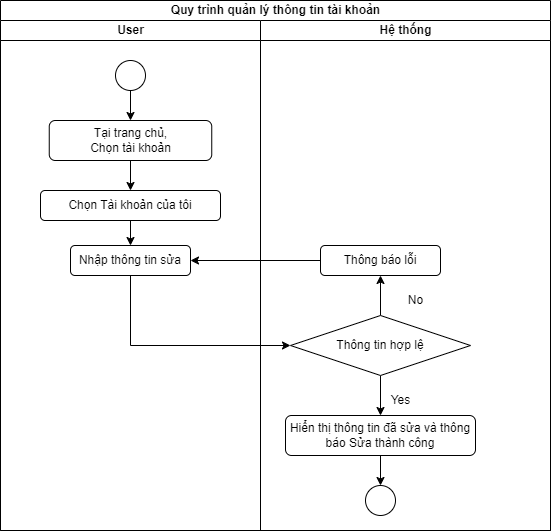 Quy trình quản lý thông tin tài khoản
User
Hệ thống
Tại trang chủ,
Chọn tài khoản
Chọn Tài khoản của tôi
Nhập thông tin sửa
Thông báo lỗi
No
Thông tin hợp lệ
Yes
Hiển thị thông tin đã sửa và thông
báo Sửa thành công